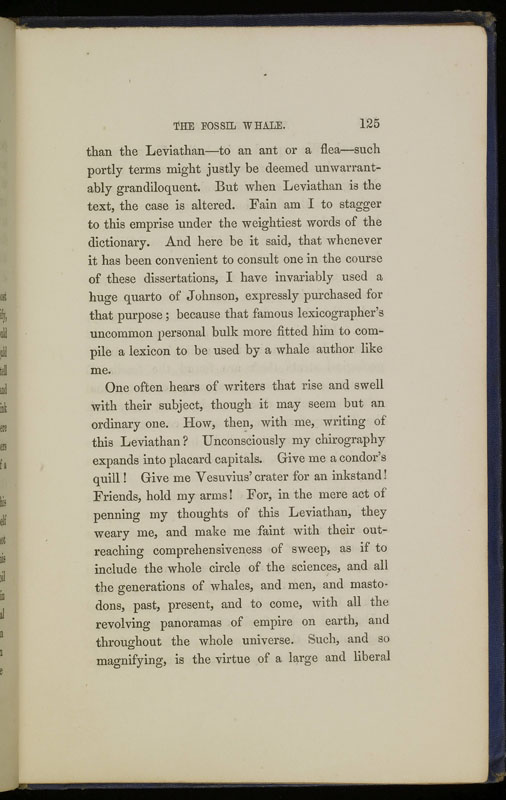 THE FOSSIL WHALE. 125
than the Leviathan—to an ant or a flea—such
portly terms might justly be deemed unwarrant-
ably grandiloquent. But when Leviathan is the
text, the case is altered. Fain am I to stagger
to this emprise under the weightiest words of the
dictionary. And here be it said, that whenever
it has been convenient to consult one in the course
of these dissertations, I have invariably used a
huge quarto of Johnson, expressly purchased for
that purpose; because that famous lexicographer's
uncommon personal bulk more fitted him to com-
pile a lexicon to be used by a whale author like
me.
One often hears of writers that rise and swell
with their subject, though it may seem but an
ordinary one. How, then, with me, writing of
this Leviathan? Unconsciously my chirography
expands into placard capitals. Give me a condor's
quill! Give me Vesuvius' crater for an inkstand!
Friends, hold my arms! For, in the mere act of
penning my thoughts of this Leviathan, they
weary me, and make me faint with their out-
reaching comprehensiveness of sweep, as if to
include the whole circle of the sciences, and all
the generations of whales, and men, and masto-
dons, past, present, and to come, with all the
revolving panoramas of empire on earth, and
throughout the whole universe. Such, and so
magnifying, is the virtue of a large and liberal